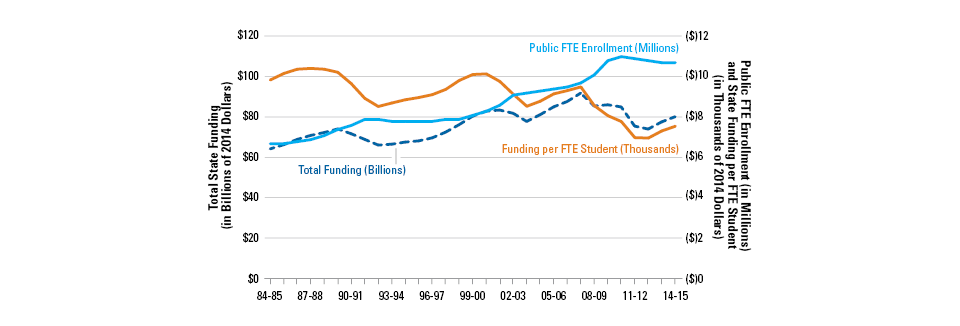 Total State Funding
(in Billions of 2014 Dollars)
$120
$100
$80
$60
$40
$20
$0
Public FTE Enrollment (Millions)
Funding per FTE Student (Thousands)
Total Funding (Billions)
($)12
($)10
($)8
($)6
($)4
($)2
($)0
Public FTE Enrollment (in Millions)
and State Funding per FTE Student
(in Thousands of 2014 Dollars)
84-85 87-88 90-91 93-94 96-97 99-00 02-03 05-06 08-09 11-12 14-15